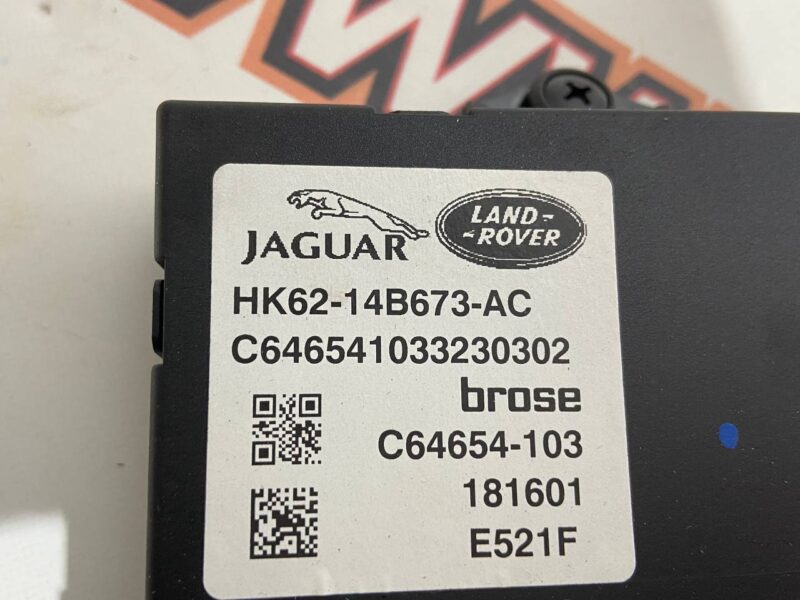 JAGUAR
LAND-
-ROVER
HK62-14B673-AC
C646541033230302
brose
C64654-103
181601
E521F